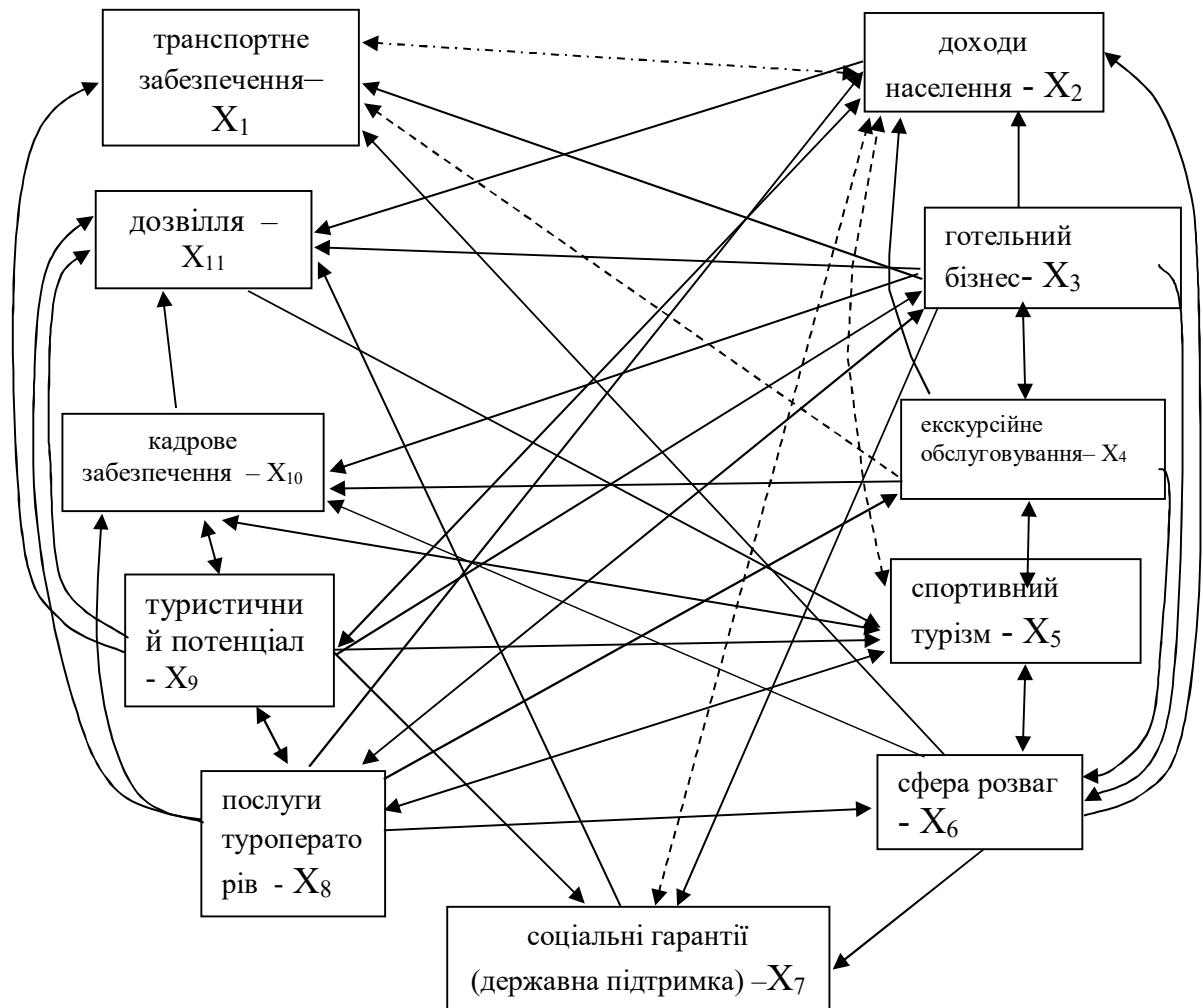 транспортне
забезпечення–
X1
доходи
населення - X2
дозвілля –
X11
готельний
бізнес- X3
кадрове
забезпечення – X10
екскурсійне
обслуговування– X4
туристични
й потенціал
- X9
спортивний
турізм - X5
послуги
туроперато
рів - X8
сфера розваг
- X6
соціальні гарантії
(державна підтримка) –X7